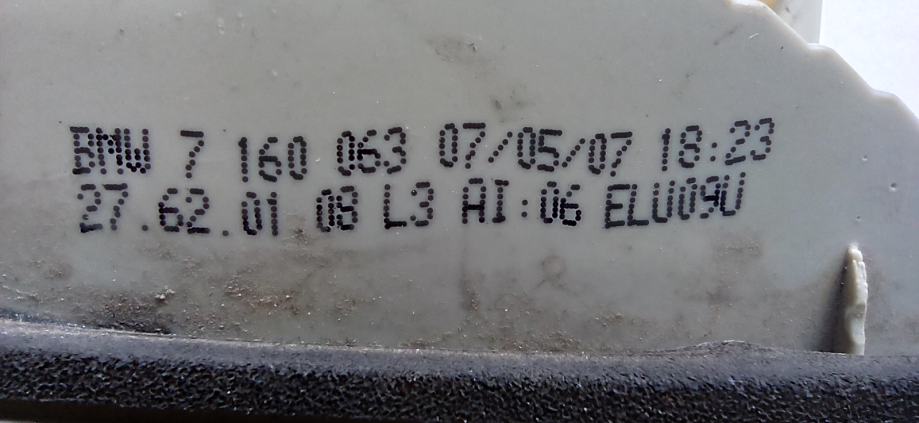 BMW 7 160 063 07/05/07 18:23
27.62.01 08 L3 AI:06 ELU09U